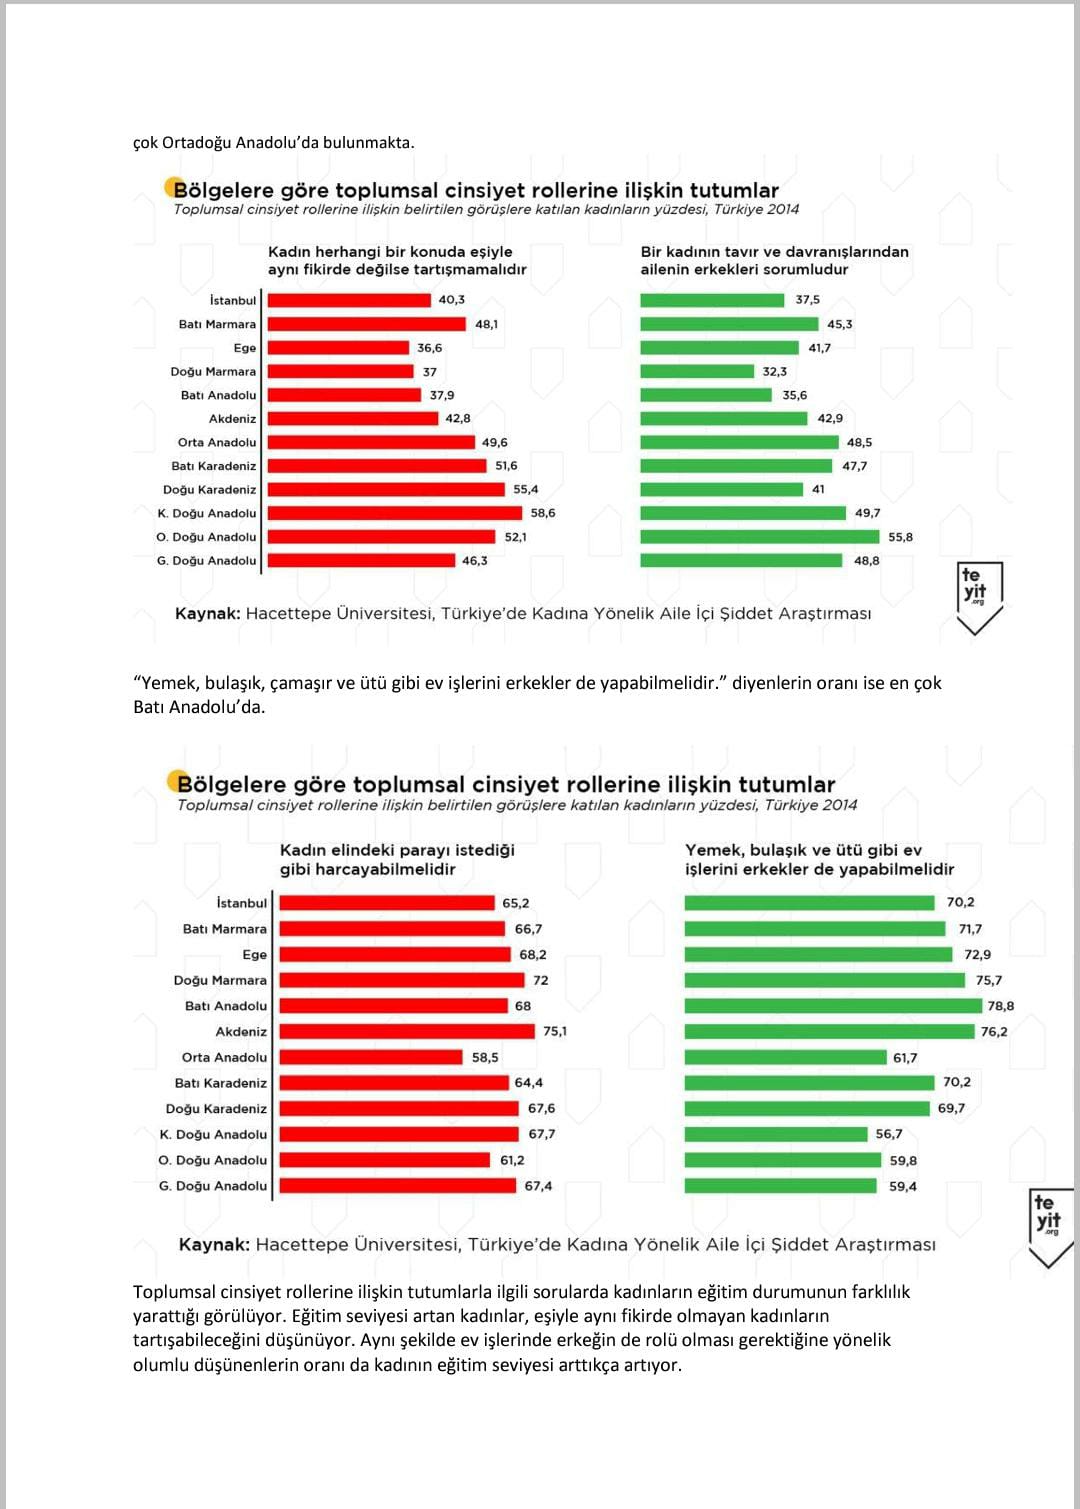 çok Ortadoğu Anadolu’da bulunmakta.
Bölgelere göre toplumsal cinsiyet rollerine ilişkin tutumlar
Toplumsal cinsiyet rollerine ilişkin belirtilen görüşlere katılan kadınların yüzdesi, Türkiye 2014
Kadın herhangi bir konuda eşiyle
aynı fikirde değilse tartışmamalıdır
Bir kadının tavır ve davranışlarından
ailenin erkekleri sorumludur
İstanbul 40,3 37,5
Batı Marmara 48,1 45,3
Ege 36,6 41,7
Doğu Marmara 37 32,3
Batı Anadolu 37,9 35,6
Akdeniz 42,8 42,9
Orta Anadolu 49,6 48,5
Batı Karadeniz 51,6 47,7
Doğu Karadeniz 55,4 41
K. Doğu Anadolu 58,6 49,7
O. Doğu Anadolu 52,1 55,8
G. Doğu Anadolu 46,3 48,8
te
yit
.org
Kaynak: Hacettepe Üniversitesi, Türkiye’de Kadına Yönelik Aile İçi Şiddet Araştırması
“Yemek, bulaşık, çamaşır ve ütü gibi ev işlerini erkekler de yapabilmelidir.” diyenlerin oranı ise en çok
Batı Anadolu’da.
Bölgelere göre toplumsal cinsiyet rollerine ilişkin tutumlar
Toplumsal cinsiyet rollerine ilişkin belirtilen görüşlere katılan kadınların yüzdesi, Türkiye 2014
Kadın elindeki parayı istediği
gibi harcayabilmelidir
Yemek, bulaşık ve ütü gibi ev
işlerini erkekler de yapabilmelidir
İstanbul 65,2 70,2
Batı Marmara 66,7 71,7
Ege 68,2 72,9
Doğu Marmara 72 75,7
Batı Anadolu 68 78,8
Akdeniz 75,1 76,2
Orta Anadolu 58,5 61,7
Batı Karadeniz 64,4 70,2
Doğu Karadeniz 67,6 69,7
K. Doğu Anadolu 67,7 56,7
O. Doğu Anadolu 61,2 59,8
G. Doğu Anadolu 67,4 59,4
te
yit
.org
Kaynak: Hacettepe Üniversitesi, Türkiye’de Kadına Yönelik Aile İçi Şiddet Araştırması
Toplumsal cinsiyet rollerine ilişkin tutumlarla ilgili sorularda kadınların eğitim durumunun farklılık
yarattığı görülüyor. Eğitim seviyesi artan kadınlar, eşiyle aynı fikirde olmayan kadınların
tartışabileceğini düşünüyor. Aynı şekilde ev işlerinde erkeğin de rolü olması gerektiğine yönelik
olumlu düşünenlerin oranı da kadının eğitim seviyesi arttıkça artıyor.